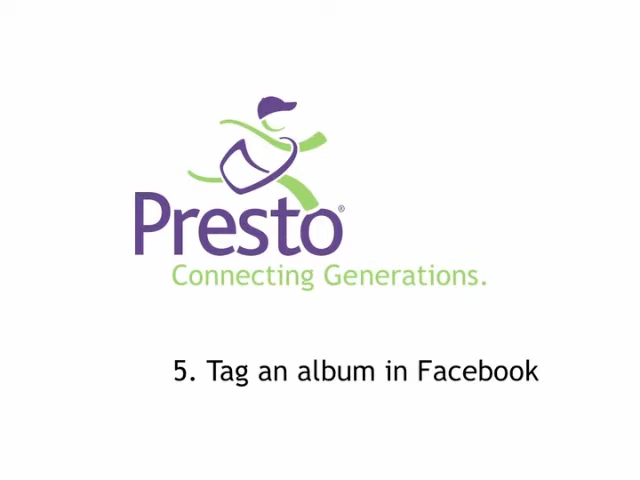 Presto®
Connecting Generations.
5. Tag an album in Facebook